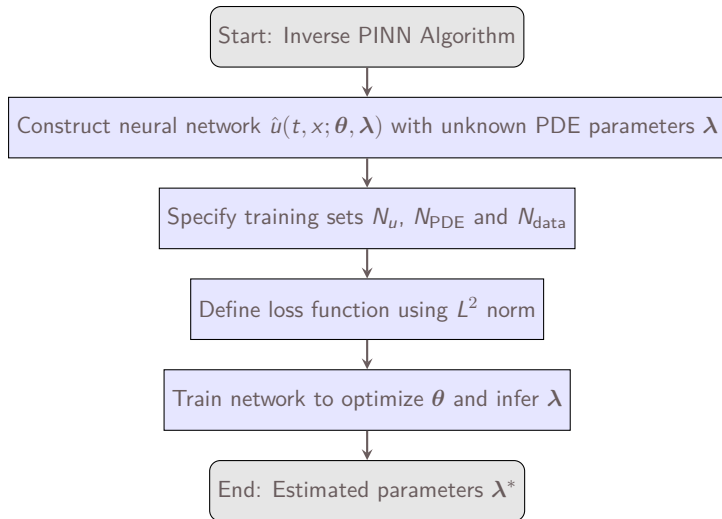 Start: Inverse PINN Algorithm
Construct neural network û(t, x; θ, λ) with unknown PDE parameters λ
Specify training sets N_u, N_PDE and N_data
Define loss function using L² norm
Train network to optimize θ and infer λ
End: Estimated parameters λ*